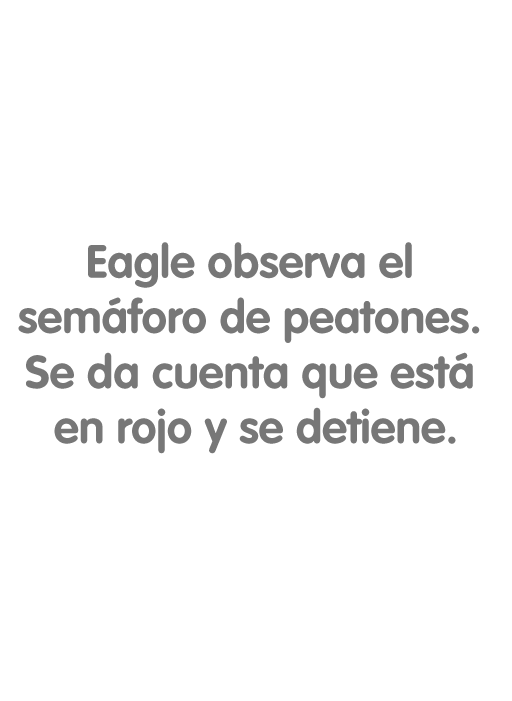 Eagle observa el
semáforo de peatones.
Se da cuenta que está
en rojo y se detiene.